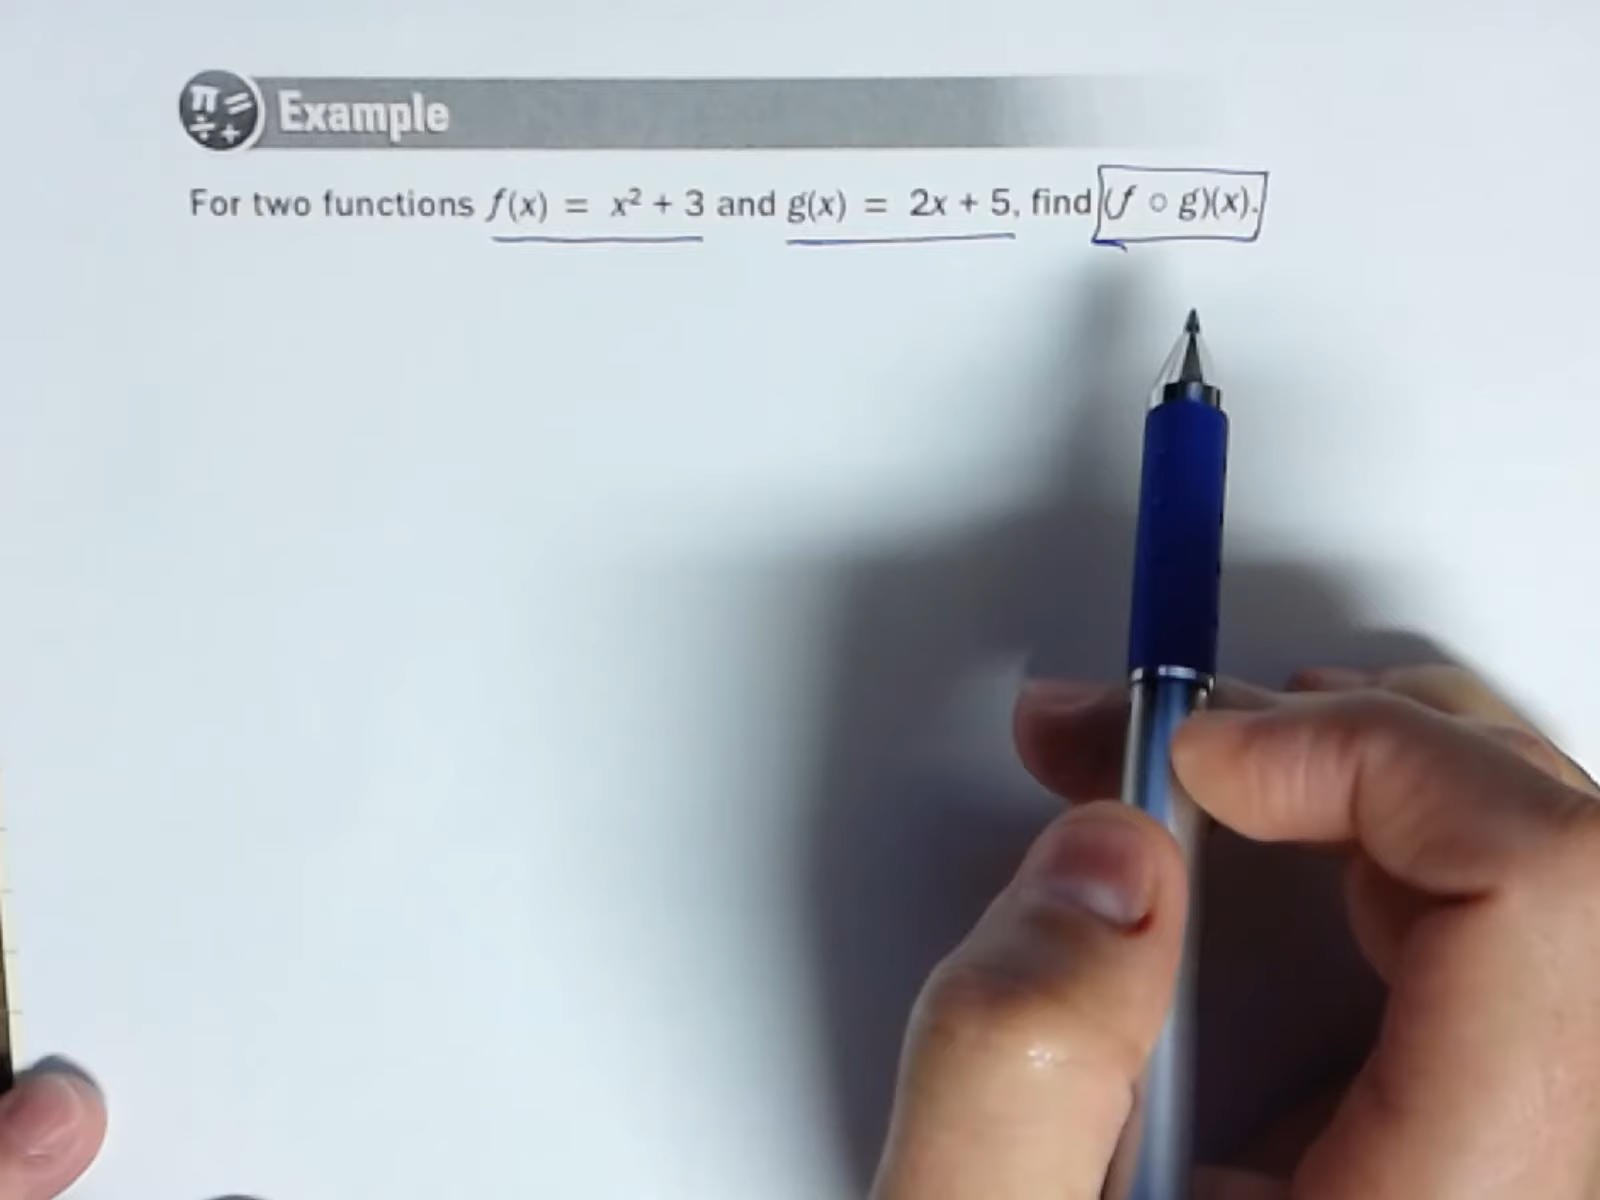 Example
For two functions f(x) = x² + 3 and g(x) = 2x + 5, find (f ∘ g)(x).